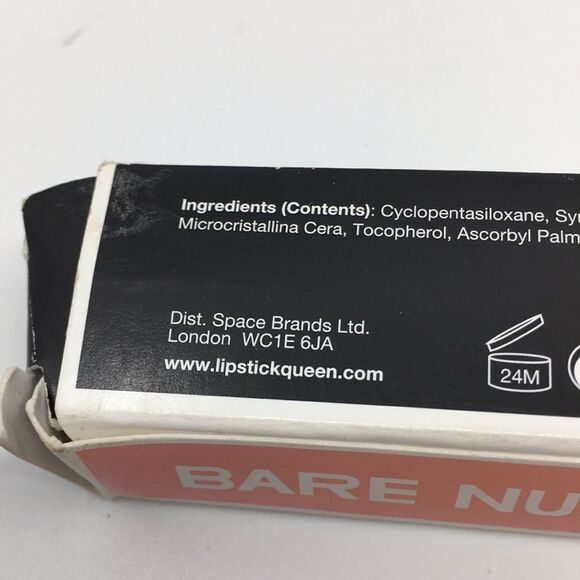 Ingredients (Contents): Cyclopentasiloxane,
Microcristallina Cera, Tocopherol, Ascorbyl
Dist. Space Brands Ltd.
London WC1E 6JA
www.lipstickqueen.com
24M
BARE